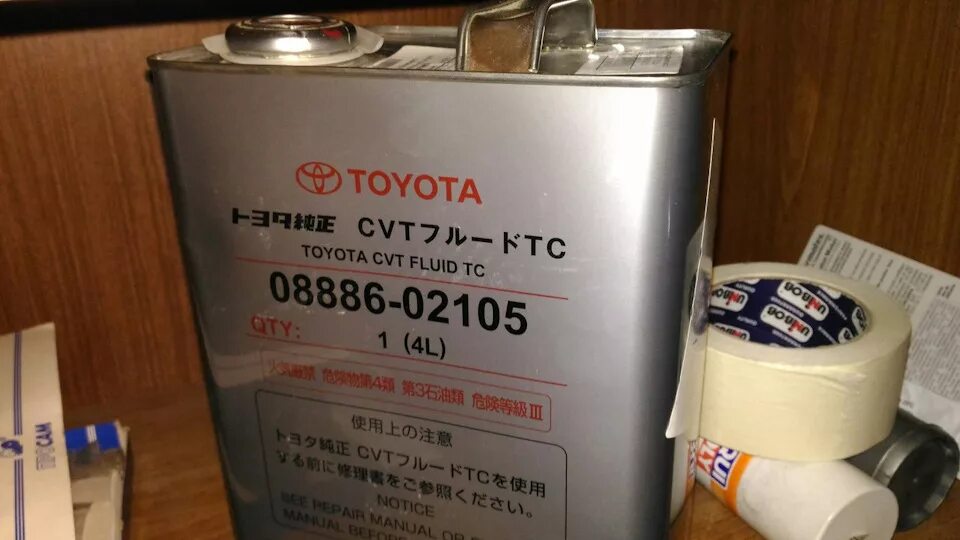 TOYOTA
トヨタ純正 CVTフルードTC
TOYOTA CVT FLUID TC
08886-02105
QTY:
1 (4L)
火気厳禁 危険物第4類 第3石油類 危険等級Ⅲ
使用上の注意
トヨタ純正 CVTフルードTCを使用
する前に修理書をご参照ください。
NOTICE
SEE REPAIR MANUAL OR
MANUAL BEFORE
UNIBOB
UNIBOB
UNIBOB